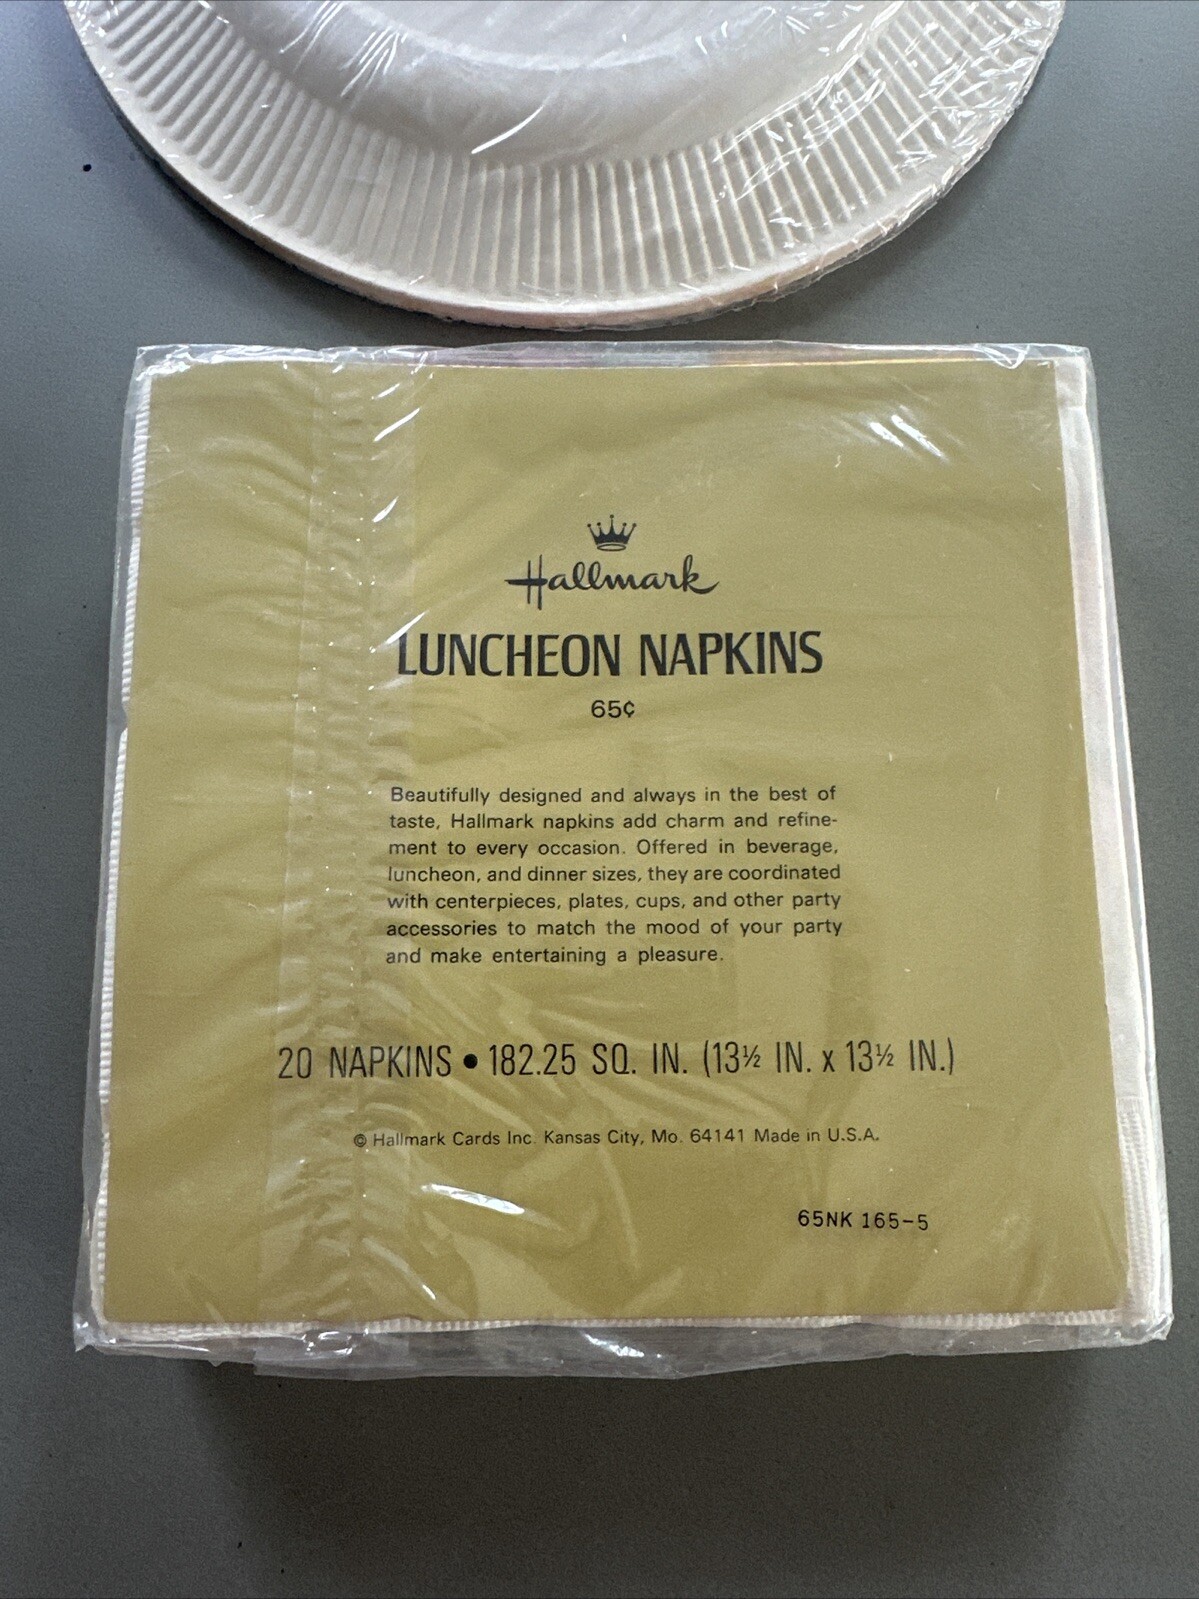 Hallmark
LUNCHEON NAPKINS
65¢
Beautifully designed and always in the best of
taste, Hallmark napkins add charm and refine-
ment to every occasion. Offered in beverage,
luncheon, and dinner sizes, they are coordinated
with centerpieces, plates, cups, and other party
accessories to match the mood of your party
and make entertaining a pleasure.
20 NAPKINS • 182.25 SQ. IN. (13½ IN. x 13½ IN.)
© Hallmark Cards Inc. Kansas City, Mo. 64141 Made in U.S.A.
65NK 165-5